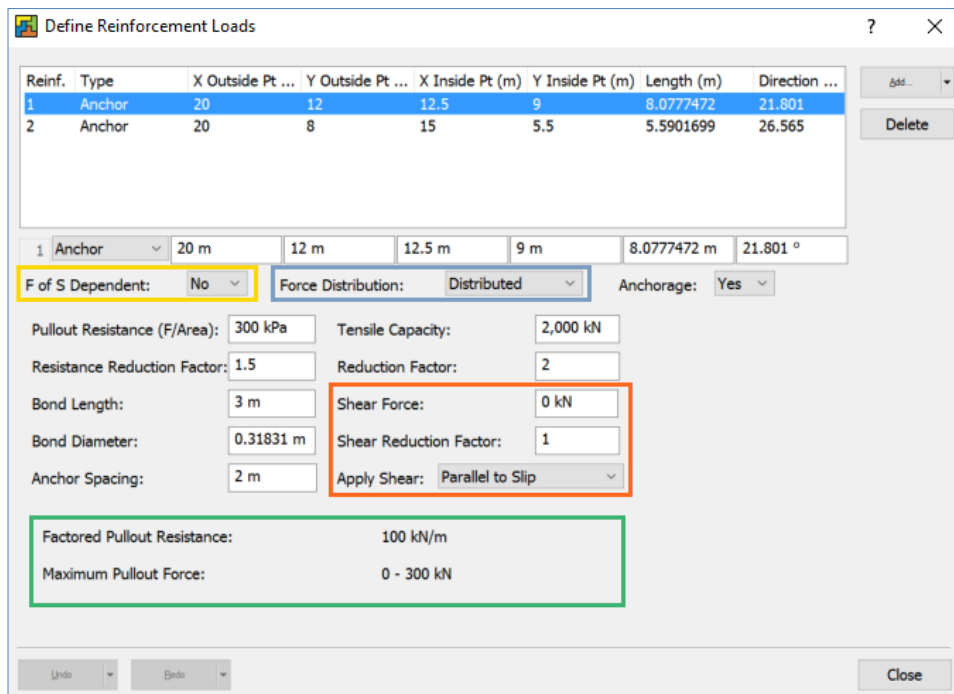 Define Reinforcement Loads ?
Reinf. Type X Outside Pt ... Y Outside Pt ... X Inside Pt (m) Y Inside Pt (m) Length (m) Direction ... Add...
1 Anchor 20 12 12.5 9 8.0777472 21.801
2 Anchor 20 8 15 5.5 5.5901699 26.565 Delete
1 Anchor 20 m 12 m 12.5 m 9 m 8.0777472 m 21.801 °
F of S Dependent: No Force Distribution: Distributed Anchorage: Yes
Pullout Resistance (F/Area): 300 kPa Tensile Capacity: 2,000 kN
Resistance Reduction Factor: 1.5 Reduction Factor: 2
Bond Length: 3 m Shear Force: 0 kN
Bond Diameter: 0.31831 m Shear Reduction Factor: 1
Anchor Spacing: 2 m Apply Shear: Parallel to Slip
Factored Pullout Resistance: 100 kN/m
Maximum Pullout Force: 0 - 300 kN
Undo Redo Close